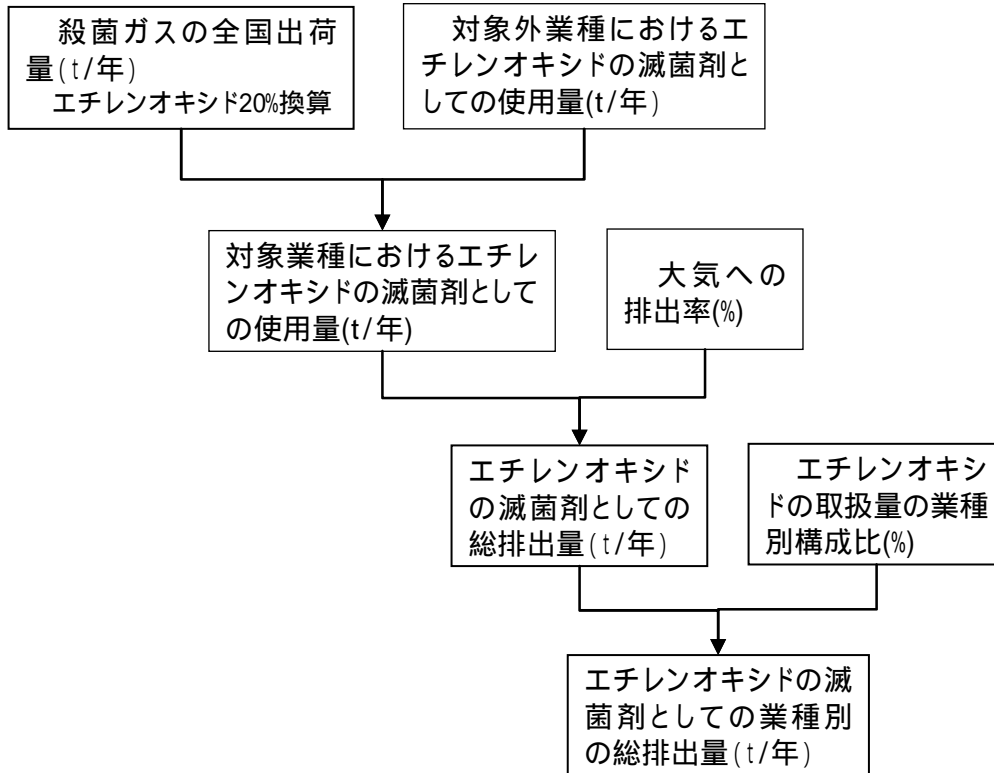 殺菌ガスの全国出荷
量(t/年)
エチレンオキシド20%換算
対象外業種におけるエ
チレンオキシドの滅菌剤と
しての使用量(t/年)
対象業種におけるエチレ
ンオキシドの滅菌剤として
の使用量(t/年)
大気への
排出率(%)
エチレンオキシド
の滅菌剤としての
総排出量(t/年)
エチレンオキシ
ドの取扱量の業種
別構成比(%)
エチレンオキシドの滅
菌剤としての業種別
の総排出量(t/年)